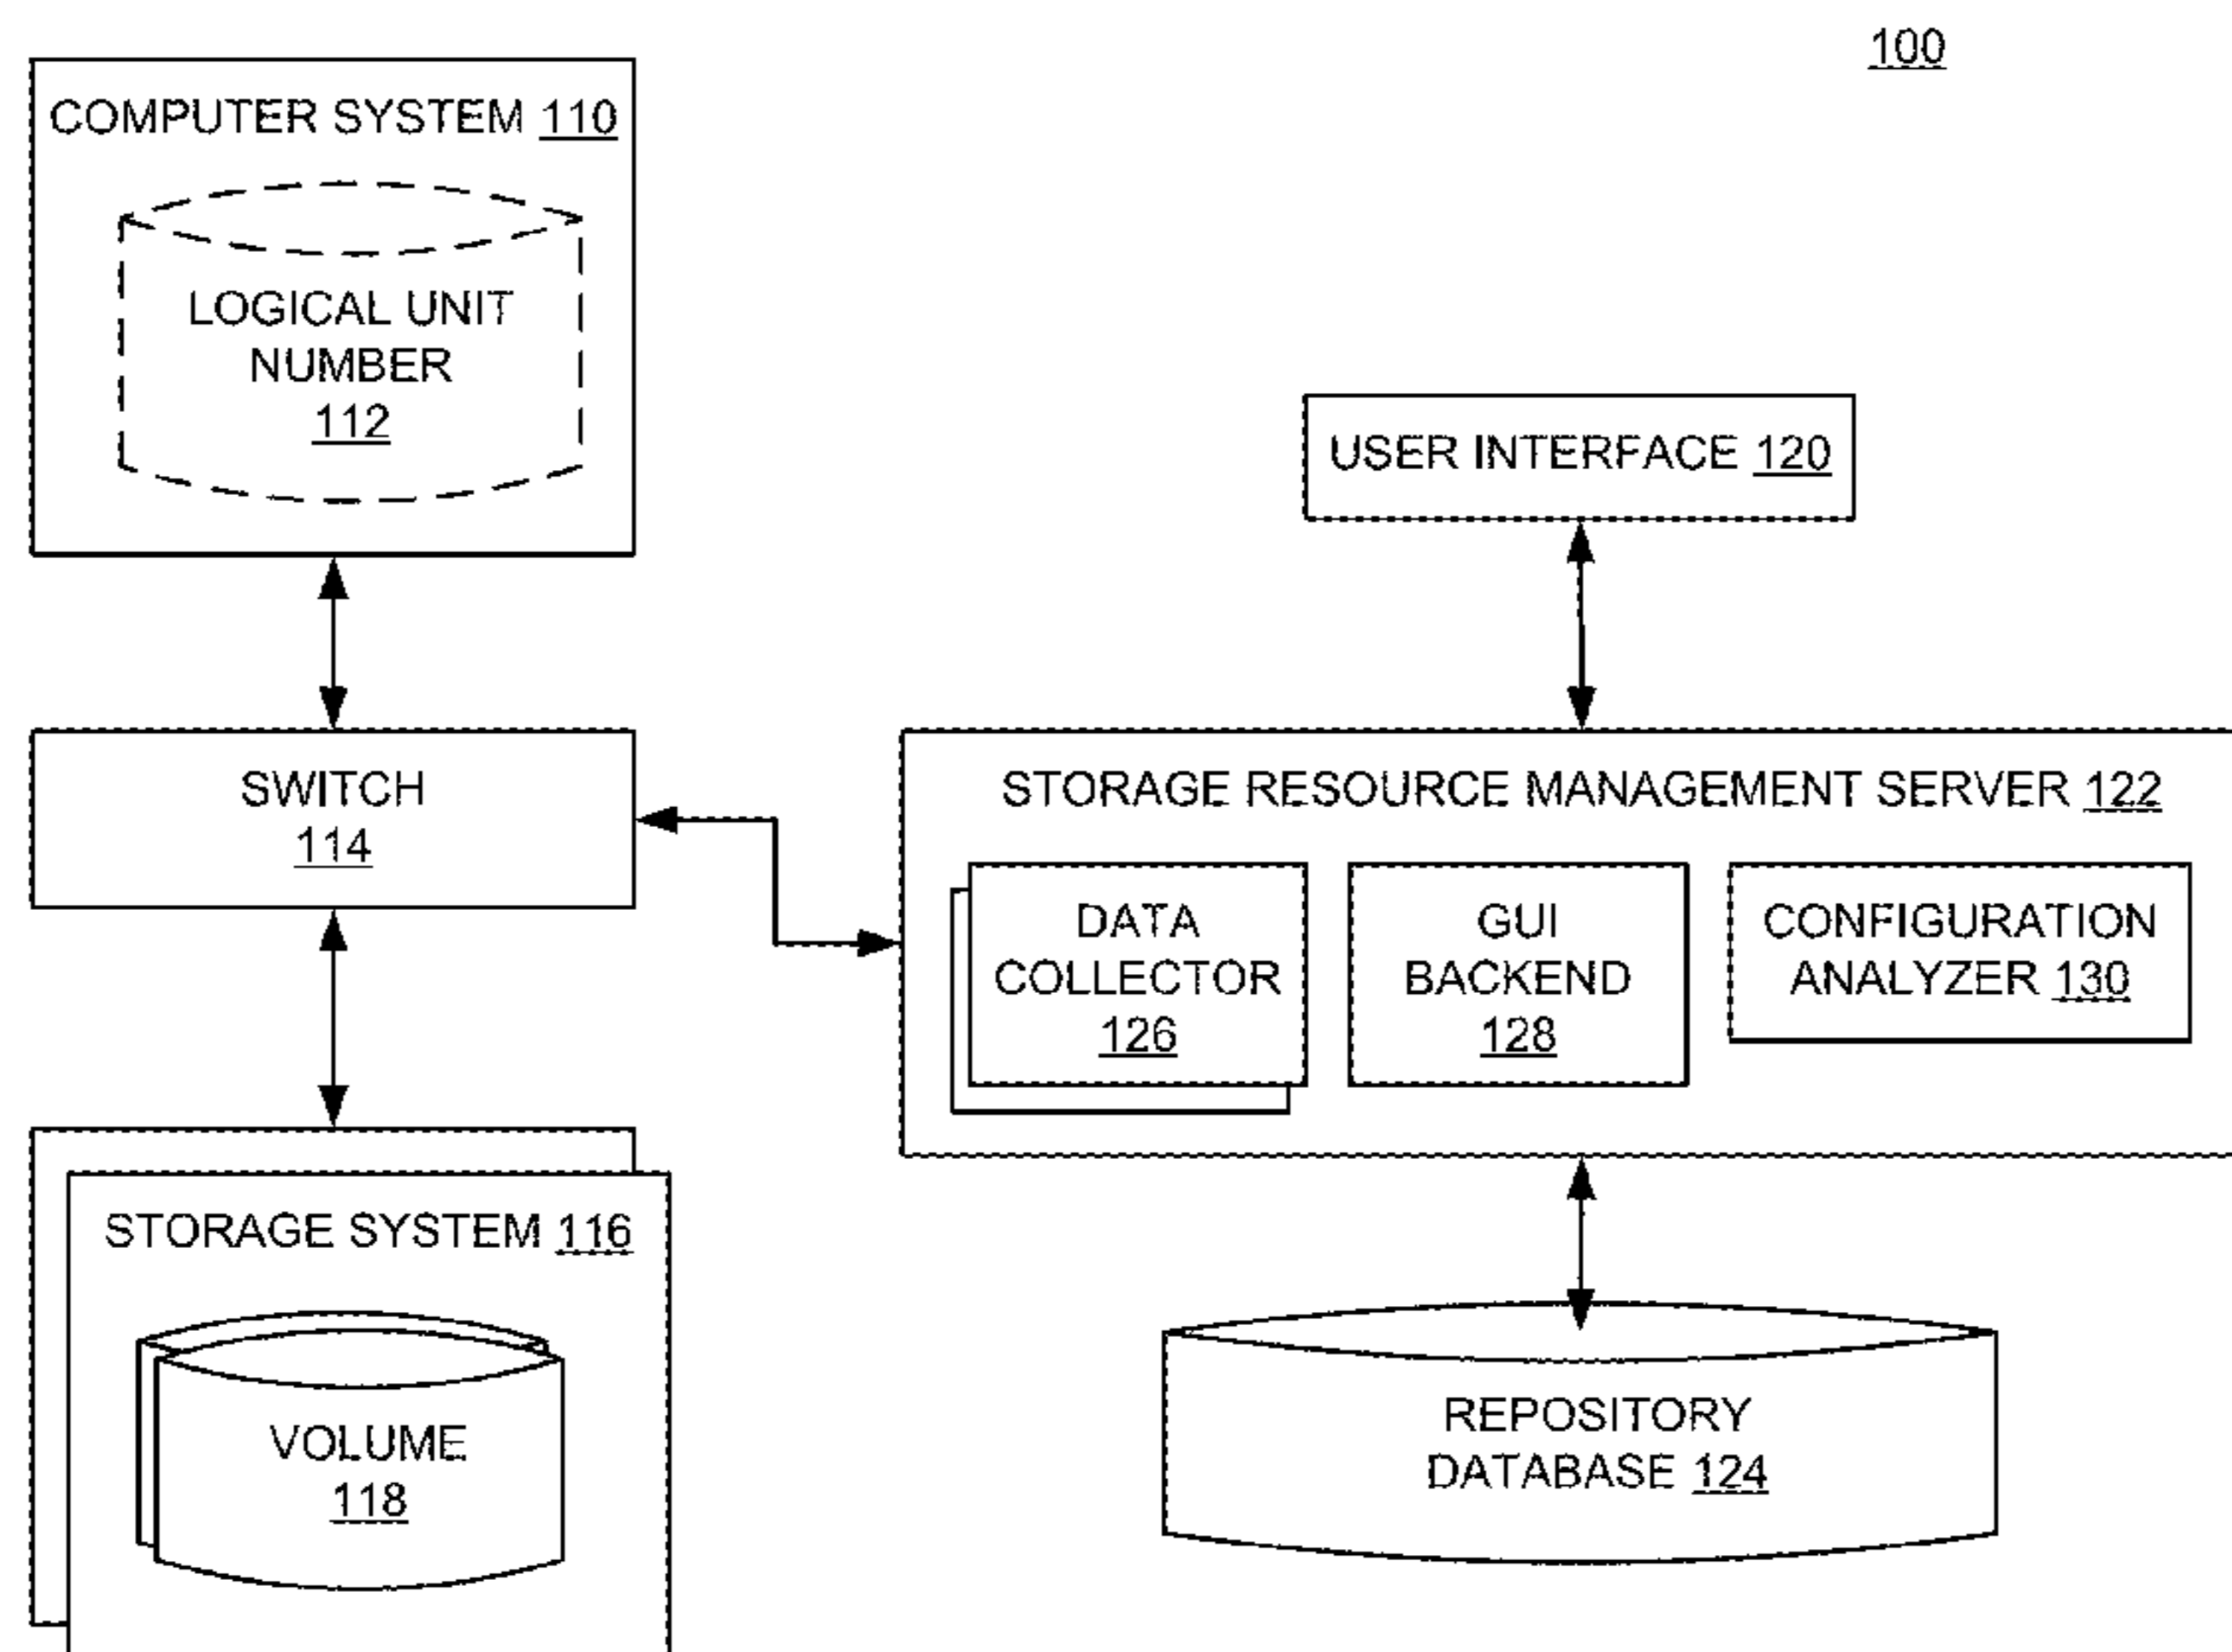 100
COMPUTER SYSTEM 110
LOGICAL UNIT
NUMBER
112
USER INTERFACE 120
SWITCH
114
STORAGE RESOURCE MANAGEMENT SERVER 122
DATA
COLLECTOR
126
GUI
BACKEND
128
CONFIGURATION
ANALYZER 130
STORAGE SYSTEM 116
VOLUME
118
REPOSITORY
DATABASE 124